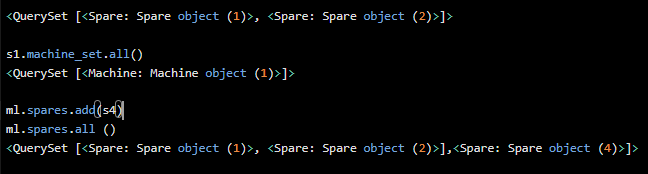 <QuerySet [<Spare: Spare object (1)>, <Spare: Spare object (2)>]>
s1.machine_set.all()
<QuerySet [<Machine: Machine object (1)>]>
ml.spares.add(s4)
ml.spares.all ()
<QuerySet [<Spare: Spare object (1)>, <Spare: Spare object (2)>],<Spare: Spare object (4)>]>